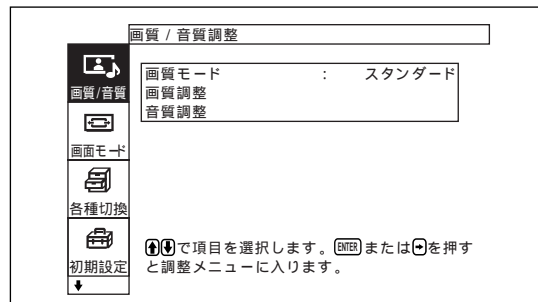 画質 / 音質調整
画質/音質
画面モード
各種切換
初期設定
画質モード : スタンダード
画質調整
音質調整
で項目を選択します。ENTERまたはを押す
と調整メニューに入ります。